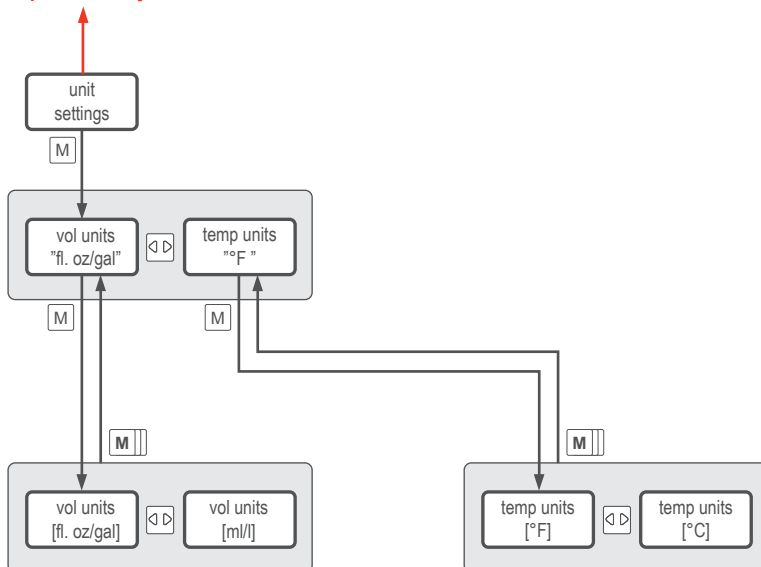 unit
settings
M
vol units
"fl. oz/gal"
temp units
"°F "
M
M
M
M
vol units
[fl. oz/gal]
vol units
[ml/l]
temp units
[°F]
temp units
[°C]